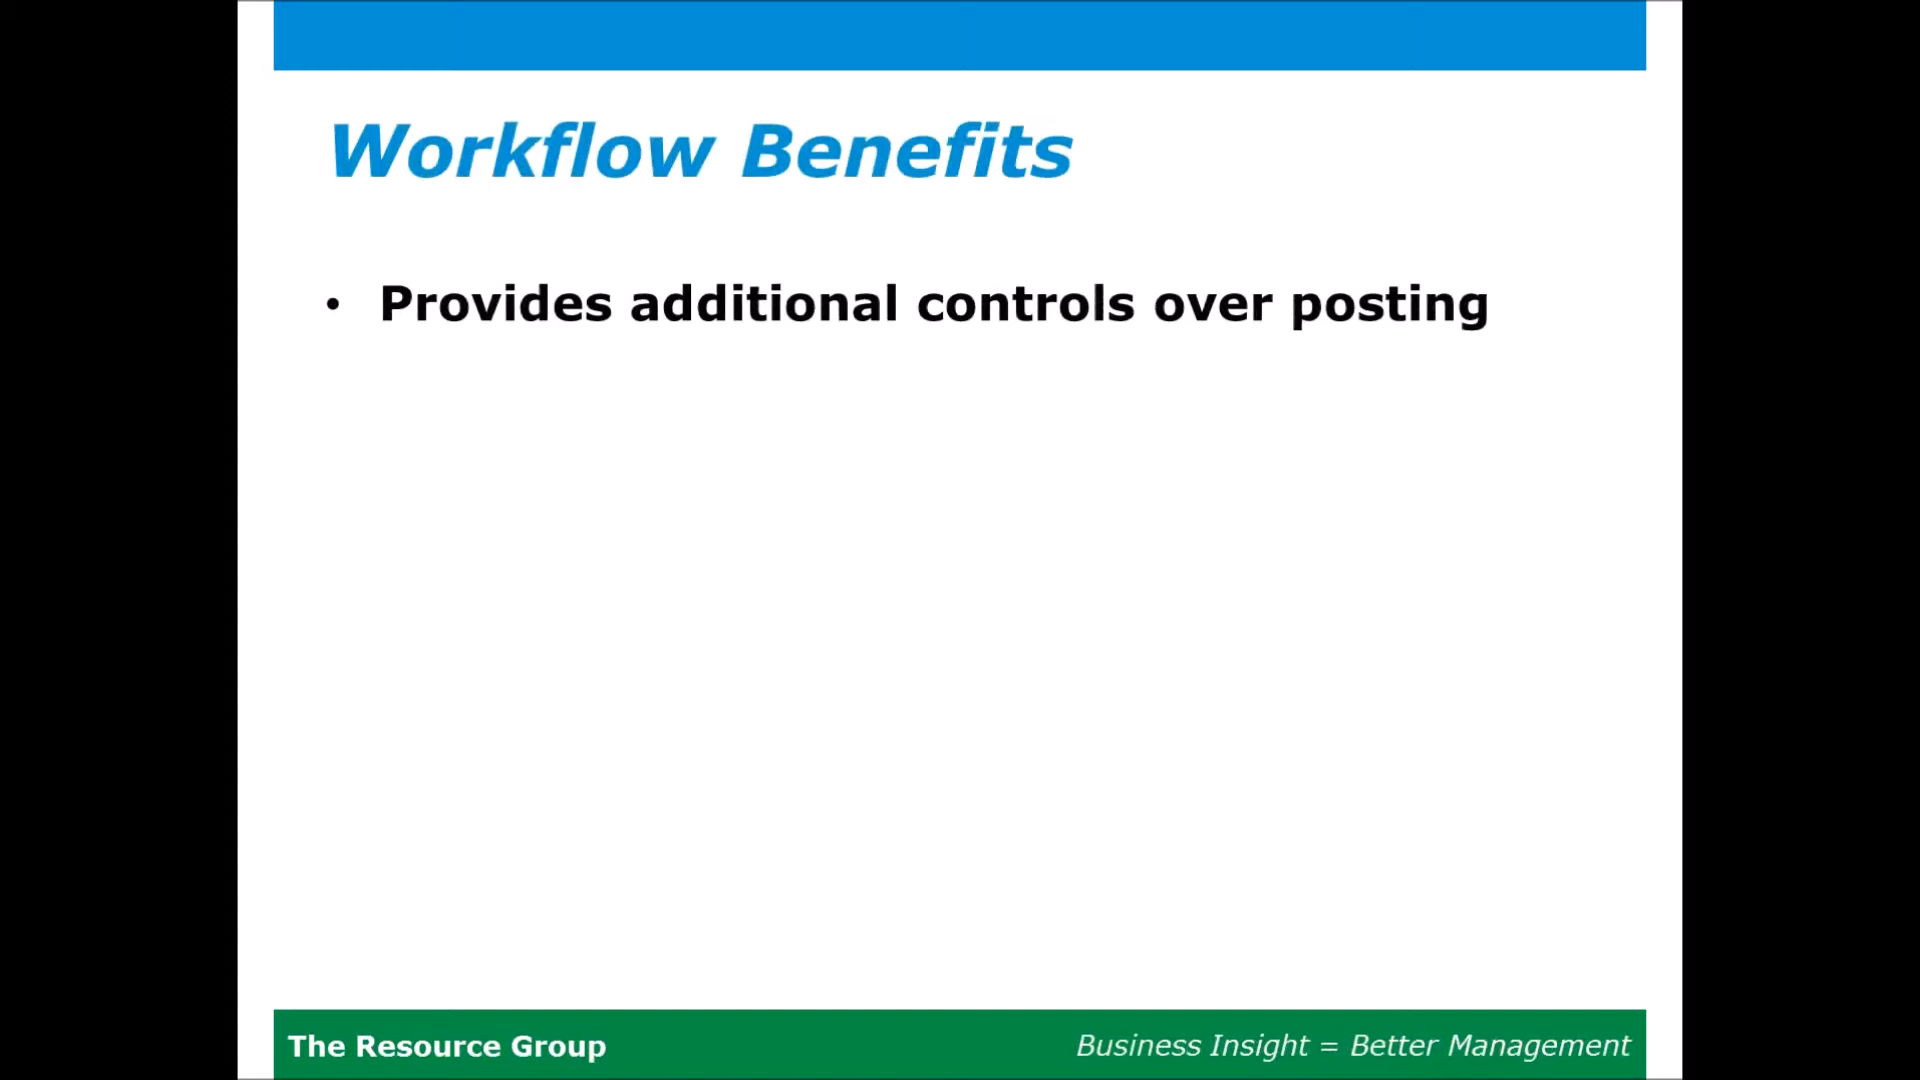 Workflow Benefits
• Provides additional controls over posting
The Resource Group
Business Insight = Better Management